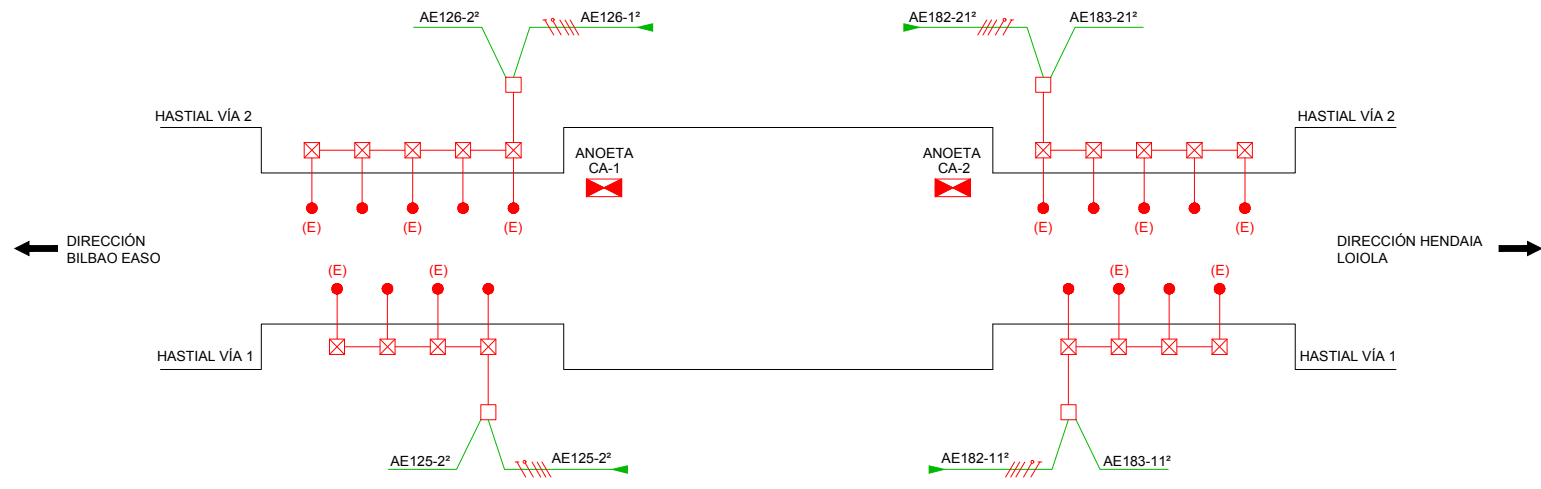 AE126-2²
AE126-1²
AE182-21²
AE183-21²
HASTIAL VÍA 2
HASTIAL VÍA 2
ANOETA
CA-1
ANOETA
CA-2
(E)
(E)
(E)
(E)
(E)
(E)
DIRECCIÓN
BILBAO EASO
DIRECCIÓN HENDAIA
LOIOLA
(E)
(E)
(E)
(E)
HASTIAL VÍA 1
HASTIAL VÍA 1
AE125-2²
AE125-2²
AE182-11²
AE183-11²